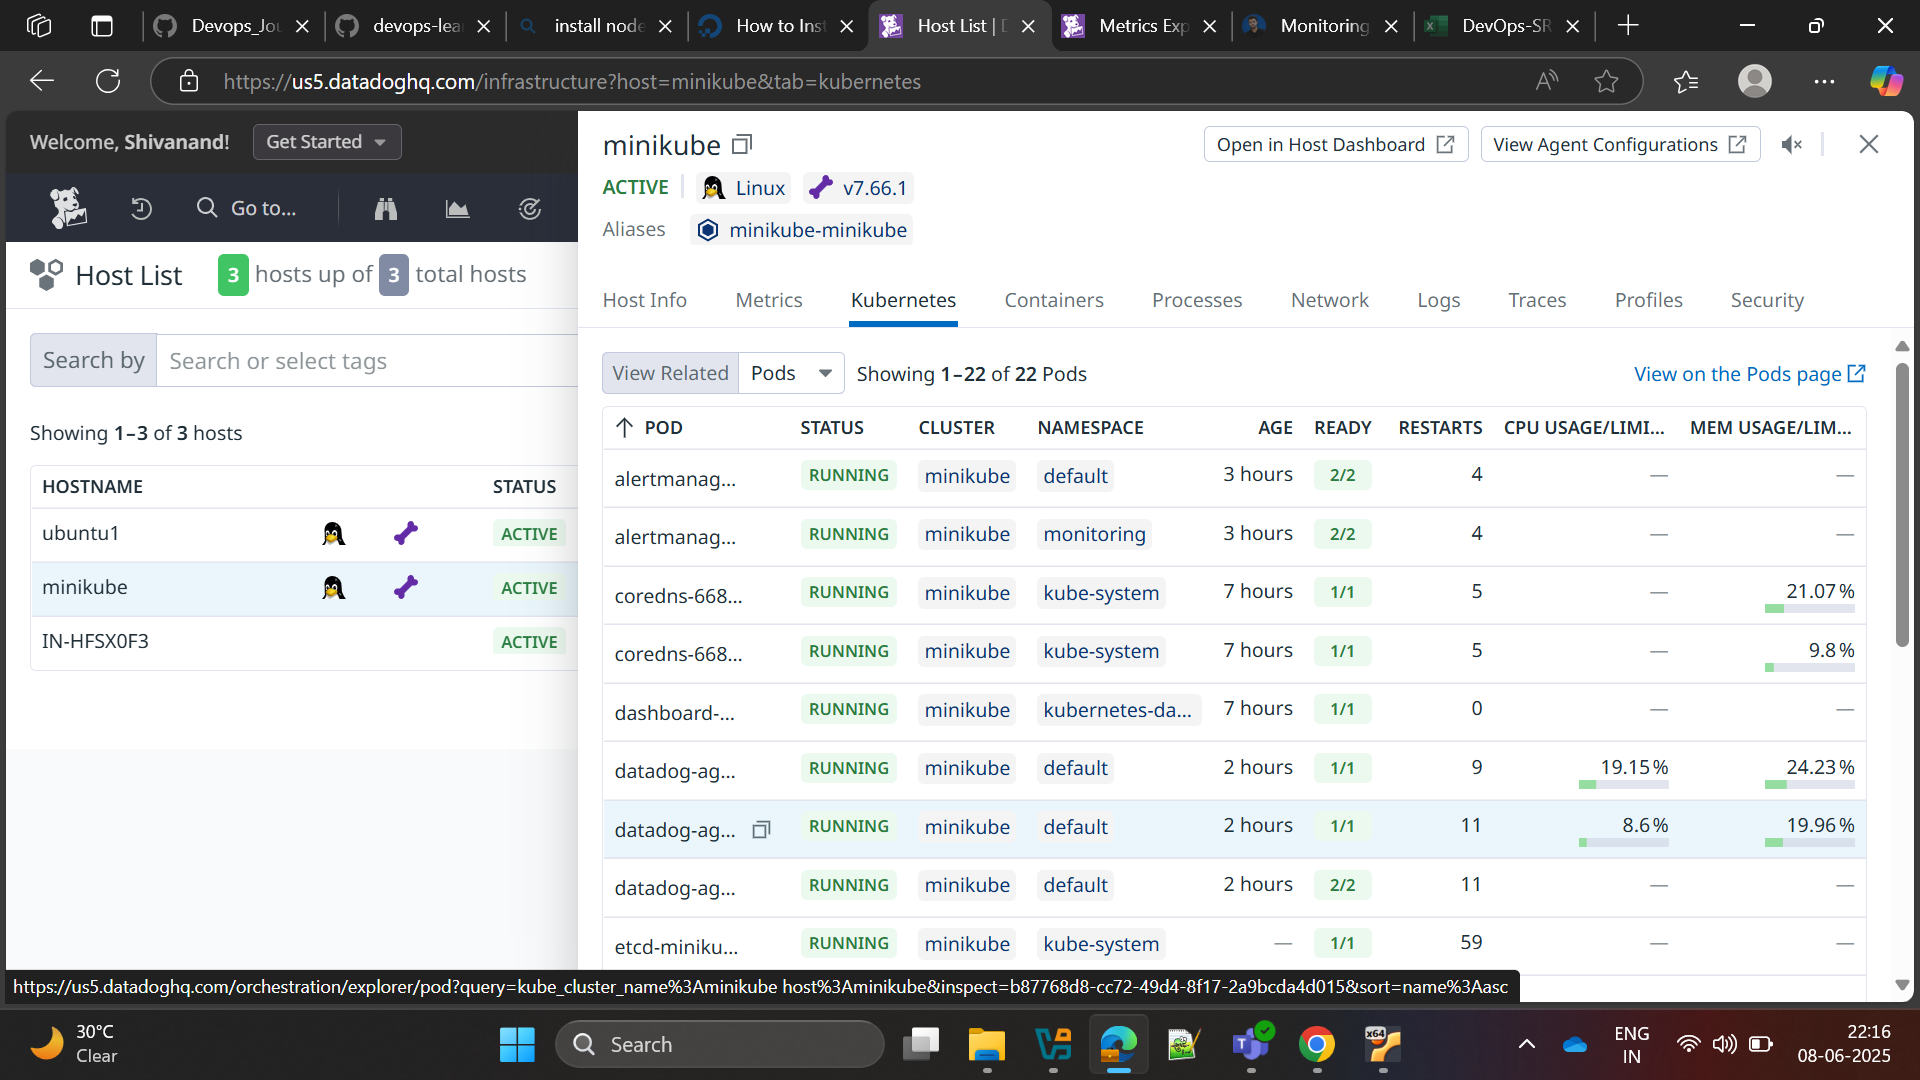 Devops_Jou
devops-lear
install node
How to Inst
Host List | D
Metrics Exp
Monitoring
DevOps-SR
https://us5.datadoghq.com/infrastructure?host=minikube&tab=kubernetes
Welcome, Shivanand!
Get Started
Go to...
Host List
3 hosts up of 3 total hosts
Search by
Search or select tags
Showing 1–3 of 3 hosts
HOSTNAME STATUS
ubuntu1 ACTIVE
minikube ACTIVE
IN-HFSX0F3 ACTIVE
minikube
Open in Host Dashboard
View Agent Configurations
ACTIVE Linux v7.66.1
Aliases minikube-minikube
Host Info Metrics Kubernetes Containers Processes Network Logs Traces Profiles Security
View Related Pods Showing 1–22 of 22 Pods View on the Pods page
POD STATUS CLUSTER NAMESPACE AGE READY RESTARTS CPU USAGE/LIMI... MEM USAGE/LIM...
alertmanag... RUNNING minikube default 3 hours 2/2 4 — —
alertmanag... RUNNING minikube monitoring 3 hours 2/2 4 — —
coredns-668... RUNNING minikube kube-system 7 hours 1/1 5 — 21.07%
coredns-668... RUNNING minikube kube-system 7 hours 1/1 5 — 9.8%
dashboard-... RUNNING minikube kubernetes-da... 7 hours 1/1 0 — —
datadog-ag... RUNNING minikube default 2 hours 1/1 9 19.15% 24.23%
datadog-ag... RUNNING minikube default 2 hours 1/1 11 8.6% 19.96%
datadog-ag... RUNNING minikube default 2 hours 2/2 11 — —
etcd-miniku... RUNNING minikube kube-system — 1/1 59 — —
https://us5.datadoghq.com/orchestration/explorer/pod?query=kube_cluster_name%3Aminikube host%3Aminikube&inspect=b87768d8-cc72-49d4-8f17-2a9bcda4d015&sort=name%3Aasc
30°C
Clear
Search
x64
ENG
IN
22:16
08-06-2025